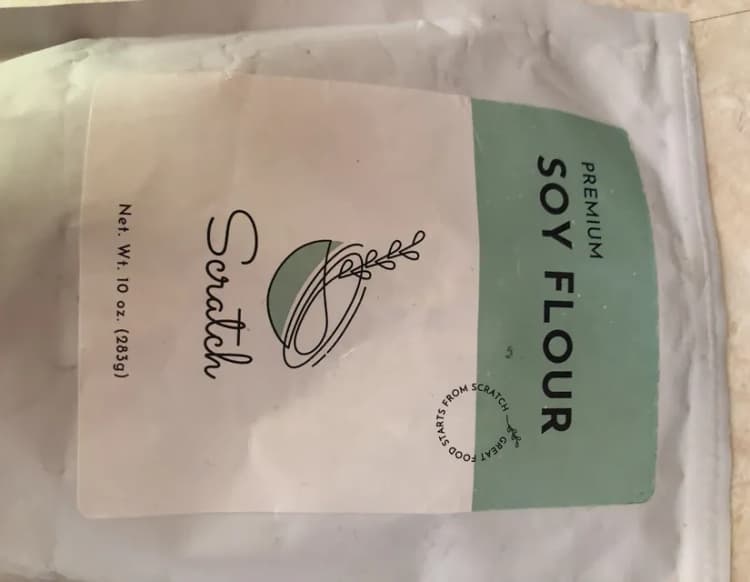 PREMIUM
SOY FLOUR
GREAT FOOD STARTS FROM SCRATCH
Scratch
Net. Wt. 10 oz. (283g)